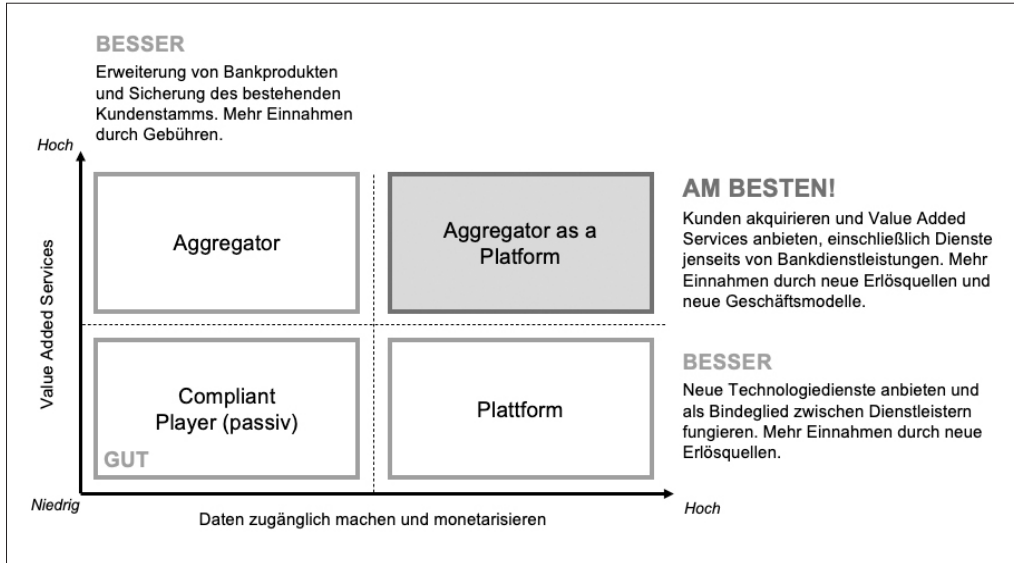 BESSER
Erweiterung von Bankprodukten
und Sicherung des bestehenden
Kundenstamms. Mehr Einnahmen
durch Gebühren.
Hoch
Value Added Services
Aggregator
Aggregator as a
Platform
AM BESTEN!
Kunden akquirieren und Value Added
Services anbieten, einschließlich Dienste
jenseits von Bankdienstleistungen. Mehr
Einnahmen durch neue Erlösquellen und
neue Geschäftsmodelle.
Compliant
Player (passiv)
GUT
Plattform
BESSER
Neue Technologiedienste anbieten und
als Bindeglied zwischen Dienstleistern
fungieren. Mehr Einnahmen durch neue
Erlösquellen.
Niedrig
Daten zugänglich machen und monetarisieren
Hoch